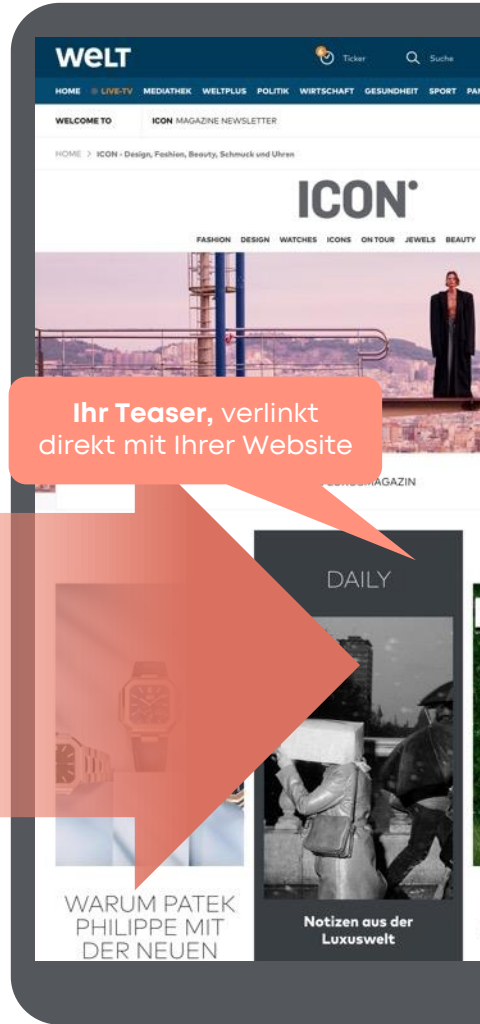 welt
6
Ticker
Suche
HOME LIVE-TV MEDIATHEK WELTPLUS POLITIK WIRTSCHAFT GESUNDHEIT SPORT
WELCOME TO ICON MAGAZINE NEWSLETTER
HOME > ICON - Design, Fashion, Beauty, Schmuck und Uhren
ICON
FASHION DESIGN WATCHES ICONS ON TOUR JEWELS BEAUTY
Ihr Teaser, verlinkt
direkt mit Ihrer Website
MAGAZIN
DAILY
WARUM PATEK
PHILIPPE MIT
DER NEUEN
Notizen aus der
Luxuswelt